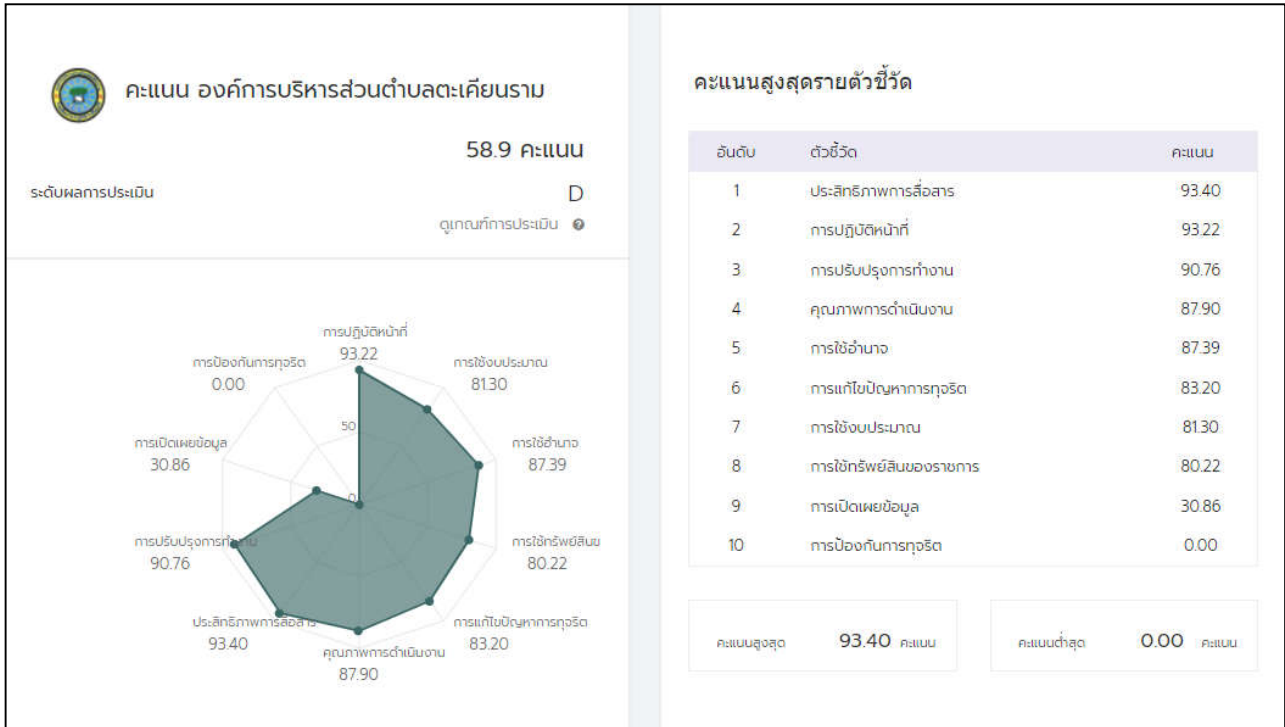 คะแนน องค์การบริหารส่วนตำบลตะเคียนราม
58.9 คะแนน
ระดับผลการประเมิน D
ดูเกณฑ์การประเมิน
การปฏิบัติหน้าที่
93.22
การป้องกันการทุจริต
0.00
การใช้งบประมาณ
81.30
50
การเปิดเผยข้อมูล
30.86
การใช้อำนาจ
87.39
0
การปรับปรุงการทำงาน
90.76
การใช้ทรัพย์สินข
80.22
ประสิทธิภาพการสื่อสาร
93.40
การแก้ไขปัญหาการทุจริต
83.20
คุณภาพการดำเนินงาน
87.90
คะแนนสูงสุดรายตัวชี้วัด
อันดับ ตัวชี้วัด คะแนน
1 ประสิทธิภาพการสื่อสาร 93.40
2 การปฏิบัติหน้าที่ 93.22
3 การปรับปรุงการทำงาน 90.76
4 คุณภาพการดำเนินงาน 87.90
5 การใช้อำนาจ 87.39
6 การแก้ไขปัญหาการทุจริต 83.20
7 การใช้งบประมาณ 81.30
8 การใช้ทรัพย์สินของราชการ 80.22
9 การเปิดเผยข้อมูล 30.86
10 การป้องกันการทุจริต 0.00
คะแนนสูงสุด 93.40 คะแนน
คะแนนต่ำสุด 0.00 คะแนน